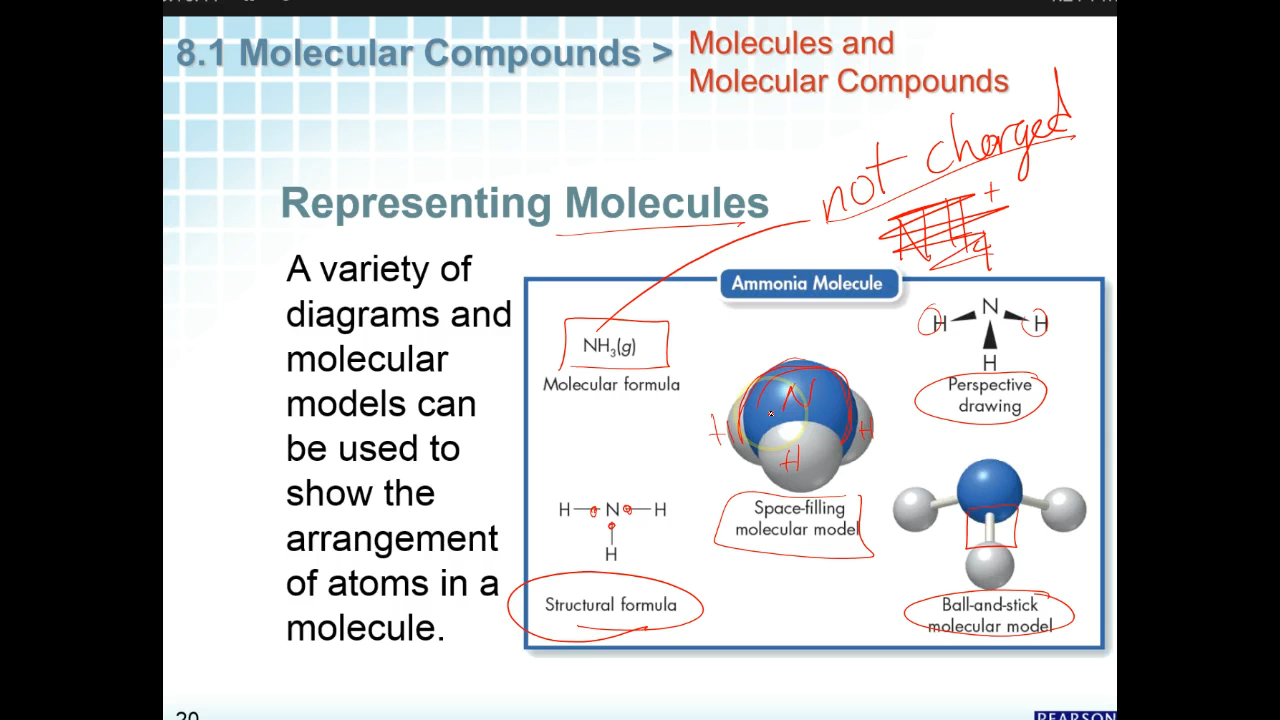 8.1 Molecular Compounds >
Molecules and
Molecular Compounds
not charged
NH4+
Representing Molecules
A variety of
diagrams and
molecular
models can
be used to
show the
arrangement
of atoms in a
molecule.
Ammonia Molecule
NH₃(g)
Molecular formula
N
H H
H
Perspective
drawing
N
H H
H
Space-filling
molecular model
H N H
H
Structural formula
Ball-and-stick
molecular model
20
PEARSON